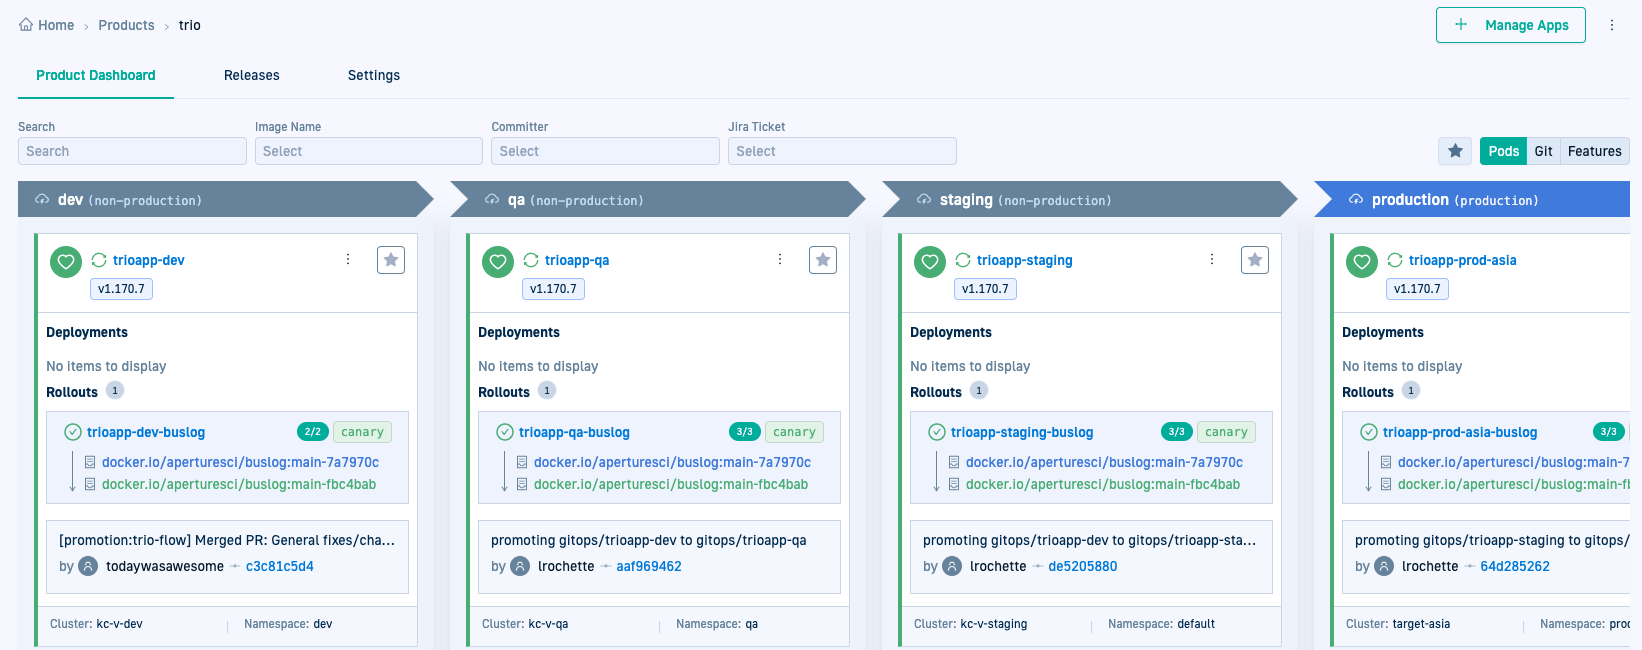 Home > Products > trio
Manage Apps
Product Dashboard Releases Settings
Search Image Name Committer Jira Ticket
Search Select Select Select
Pods Git Features
dev (non-production)
trioapp-dev
v1.170.7
Deployments
No items to display
Rollouts 1
trioapp-dev-buslog 2/2 canary
docker.io/aperturesci/buslog:main-7a7970c
docker.io/aperturesci/buslog:main-fbc4bab
[promotion:trio-flow] Merged PR: General fixes/cha...
by todaywasawesome c3c81c5d4
Cluster: kc-v-dev Namespace: dev
qa (non-production)
trioapp-qa
v1.170.7
Deployments
No items to display
Rollouts 1
trioapp-qa-buslog 3/3 canary
docker.io/aperturesci/buslog:main-7a7970c
docker.io/aperturesci/buslog:main-fbc4bab
promoting gitops/trioapp-dev to gitops/trioapp-qa
by lrochette aaf969462
Cluster: kc-v-qa Namespace: qa
staging (non-production)
trioapp-staging
v1.170.7
Deployments
No items to display
Rollouts 1
trioapp-staging-buslog 3/3 canary
docker.io/aperturesci/buslog:main-7a7970c
docker.io/aperturesci/buslog:main-fbc4bab
promoting gitops/trioapp-dev to gitops/trioapp-sta...
by lrochette de5205880
Cluster: kc-v-staging Namespace: default
production (production)
trioapp-prod-asia
v1.170.7
Deployments
No items to display
Rollouts 1
trioapp-prod-asia-buslog 3/3
docker.io/aperturesci/buslog:main-7
docker.io/aperturesci/buslog:main-f
promoting gitops/trioapp-staging to gitops/
by lrochette 64d285262
Cluster: target-asia Namespace: pro